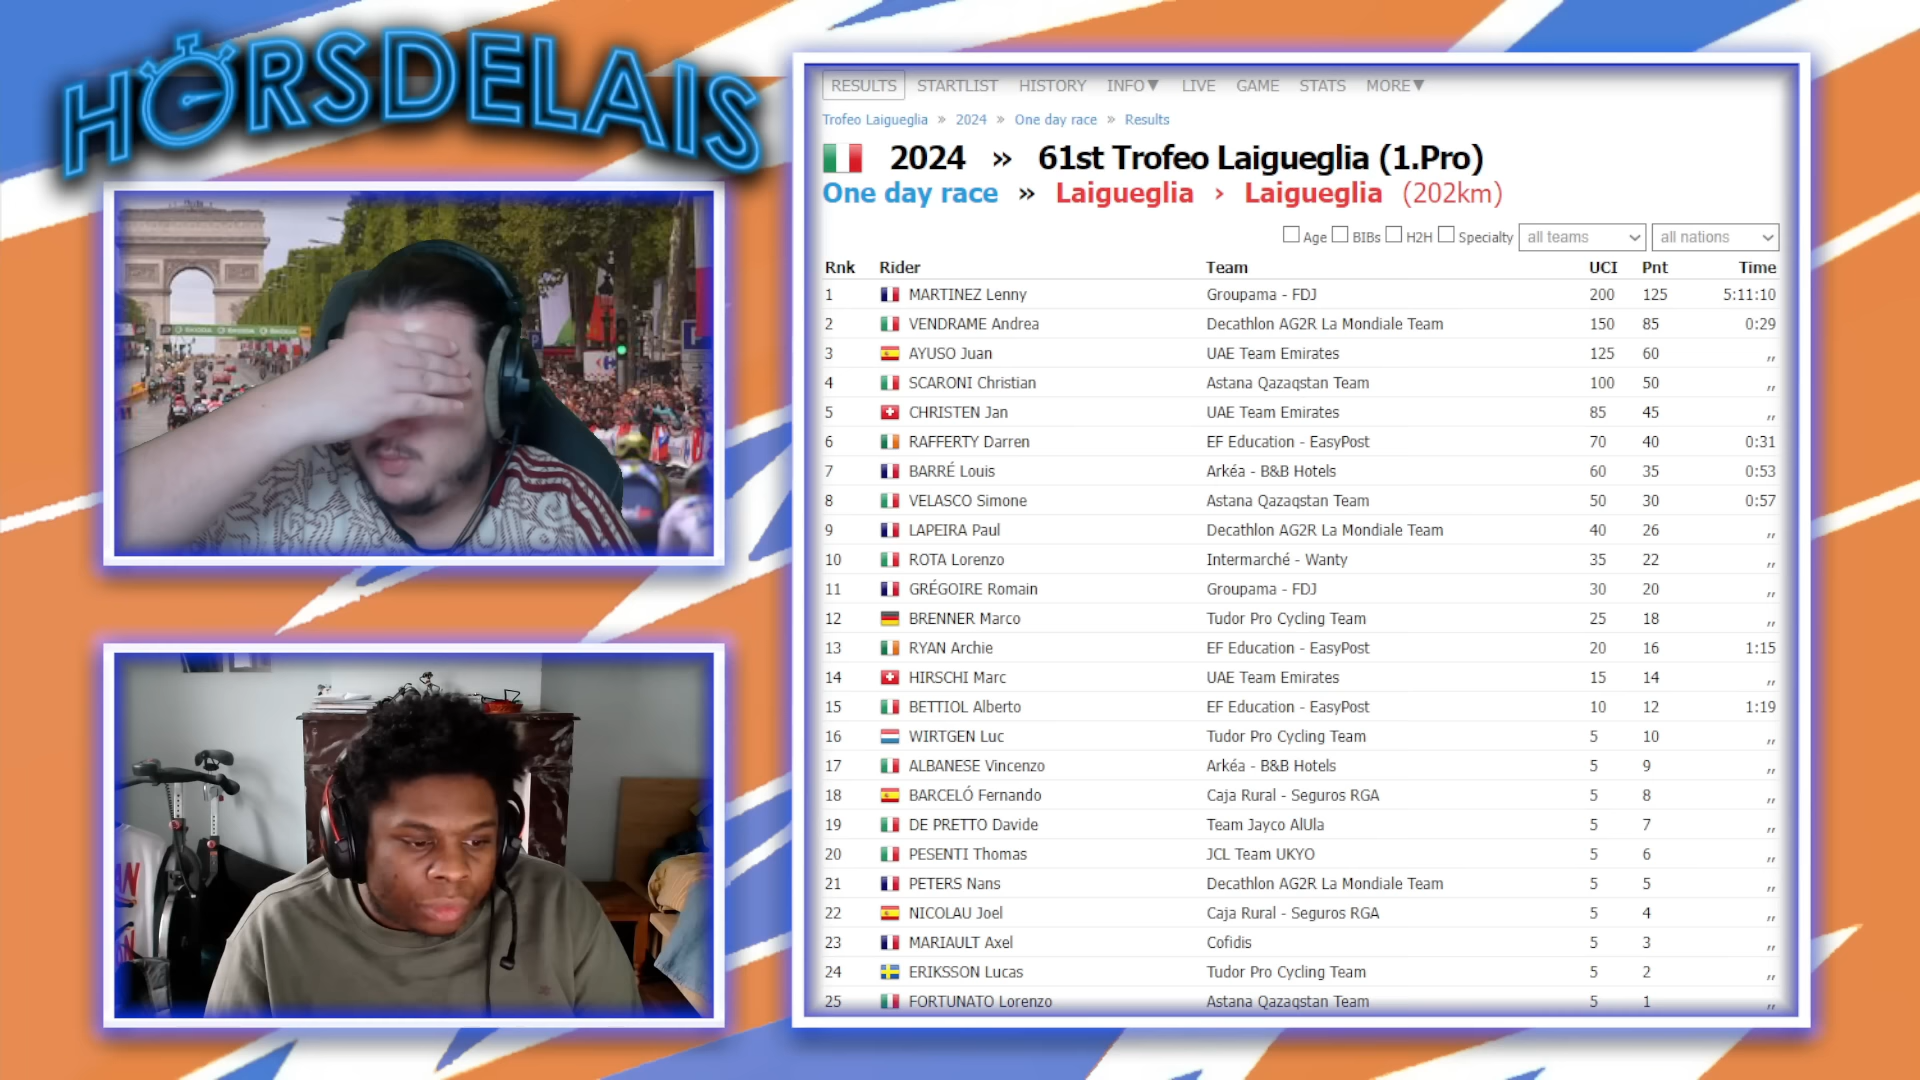 HORSDELAIS
RESULTS STARTLIST HISTORY INFO▼ LIVE GAME STATS MORE▼
Trofeo Laigueglia » 2024 » One day race » Results
2024 » 61st Trofeo Laigueglia (1.Pro)
One day race » Laigueglia › Laigueglia (202km)
Age BIBs H2H Specialty all teams all nations
Rnk Rider Team UCI Pnt Time
1 MARTINEZ Lenny Groupama - FDJ 200 125 5:11:10
2 VENDRAME Andrea Decathlon AG2R La Mondiale Team 150 85 0:29
3 AYUSO Juan UAE Team Emirates 125 60 ,,
4 SCARONI Christian Astana Qazaqstan Team 100 50 ,,
5 CHRISTEN Jan UAE Team Emirates 85 45 ,,
6 RAFFERTY Darren EF Education - EasyPost 70 40 0:31
7 BARRÉ Louis Arkéa - B&B Hotels 60 35 0:53
8 VELASCO Simone Astana Qazaqstan Team 50 30 0:57
9 LAPEIRA Paul Decathlon AG2R La Mondiale Team 40 26 ,,
10 ROTA Lorenzo Intermarché - Wanty 35 22 ,,
11 GRÉGOIRE Romain Groupama - FDJ 30 20 ,,
12 BRENNER Marco Tudor Pro Cycling Team 25 18 ,,
13 RYAN Archie EF Education - EasyPost 20 16 1:15
14 HIRSCHI Marc UAE Team Emirates 15 14 ,,
15 BETTIOL Alberto EF Education - EasyPost 10 12 1:19
16 WIRTGEN Luc Tudor Pro Cycling Team 5 10 ,,
17 ALBANESE Vincenzo Arkéa - B&B Hotels 5 9 ,,
18 BARCELÓ Fernando Caja Rural - Seguros RGA 5 8 ,,
19 DE PRETTO Davide Team Jayco AlUla 5 7 ,,
20 PESENTI Thomas JCL Team UKYO 5 6 ,,
21 PETERS Nans Decathlon AG2R La Mondiale Team 5 5 ,,
22 NICOLAU Joel Caja Rural - Seguros RGA 5 4 ,,
23 MARIAULT Axel Cofidis 5 3 ,,
24 ERIKSSON Lucas Tudor Pro Cycling Team 5 2 ,,
25 FORTUNATO Lorenzo Astana Qazaqstan Team 5 1 ,,